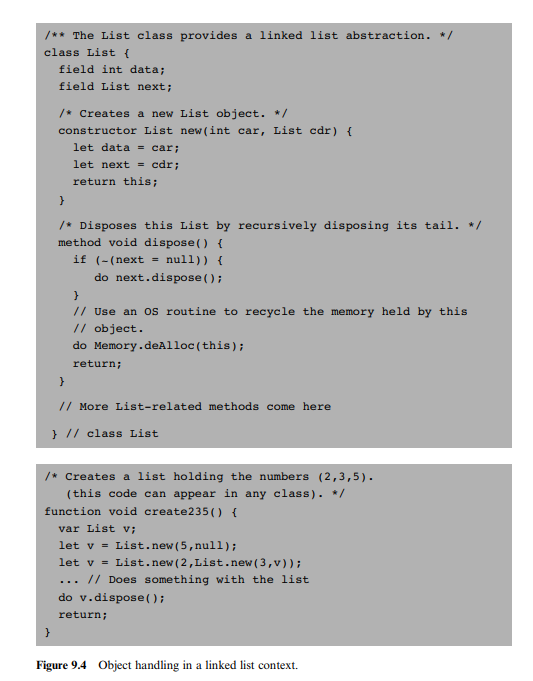 /** The List class provides a linked list abstraction. */
class List {
field int data;
field List next;
/* Creates a new List object. */
constructor List new(int car, List cdr) {
let data = car;
let next = cdr;
return this;
}
/* Disposes this List by recursively disposing its tail. */
method void dispose() {
if (~(next = null)) {
do next.dispose();
}
// Use an OS routine to recycle the memory held by this
// object.
do Memory.deAlloc(this);
return;
}
// More List-related methods come here
} // class List
/* Creates a list holding the numbers (2,3,5).
(this code can appear in any class). */
function void create235() {
var List v;
let v = List.new(5,null);
let v = List.new(2,List.new(3,v));
... // Does something with the list
do v.dispose();
return;
}
Figure 9.4 Object handling in a linked list context.